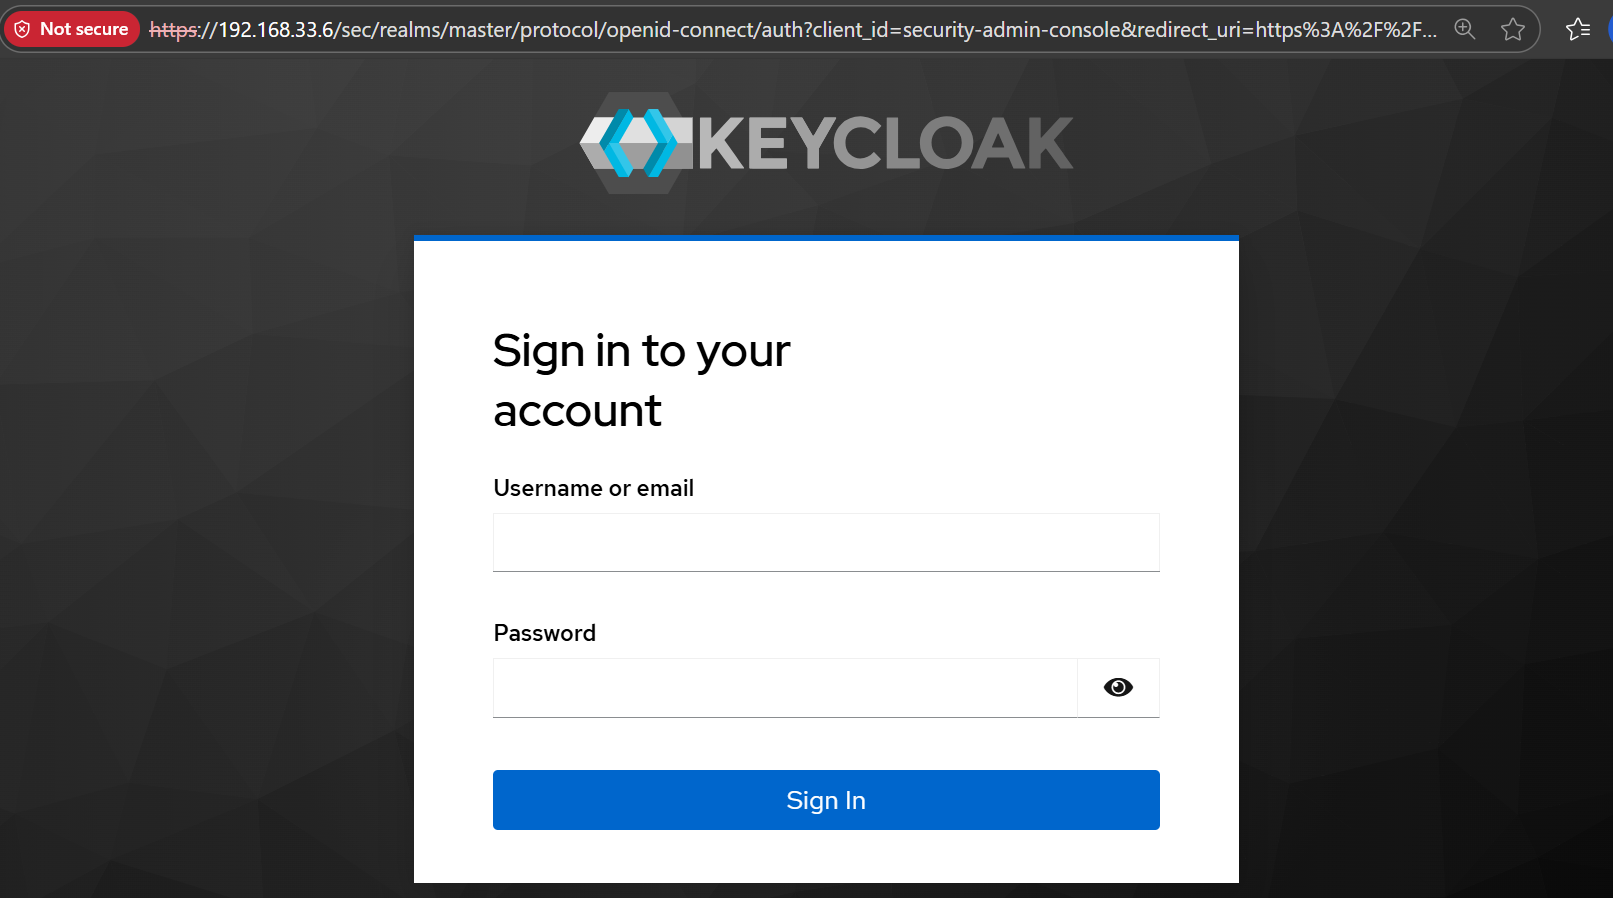 Not secure https://192.168.33.6/sec/realms/master/protocol/openid-connect/auth?client_id=security-admin-console&redirect_uri=https%3A%2F%2F...
KEYCLOAK
Sign in to your
account
Username or email
Password
Sign In